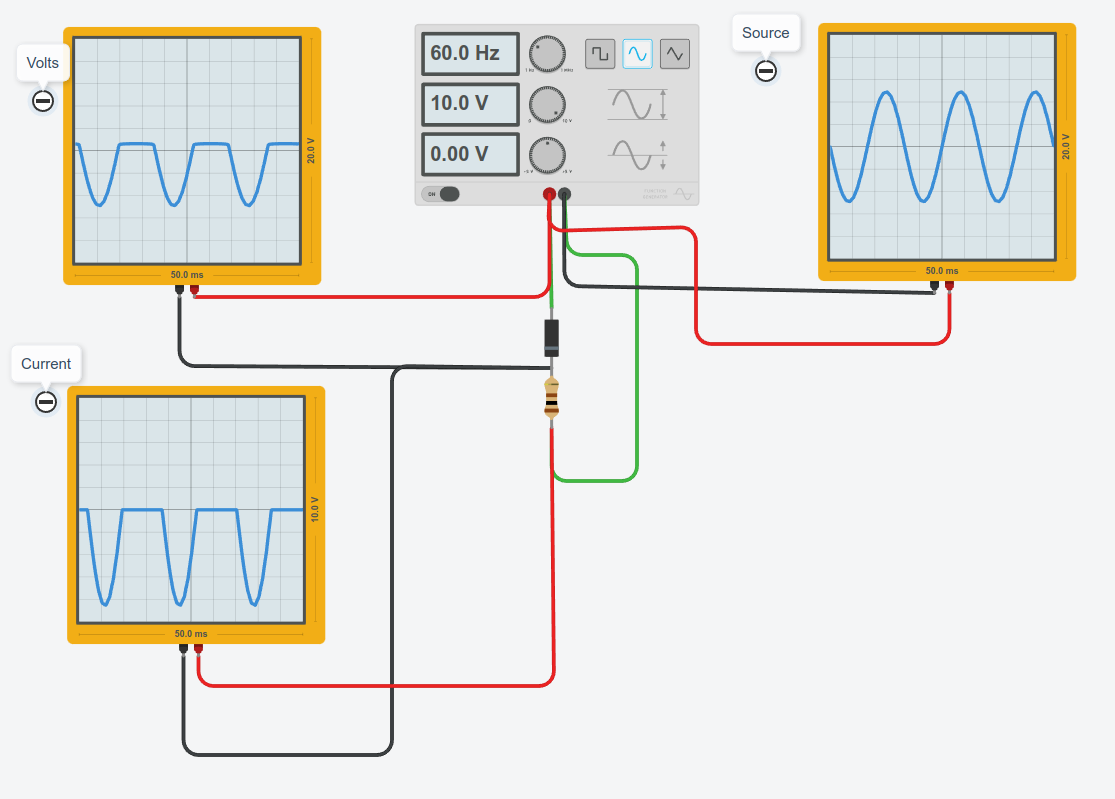 Volts
20.0 V
50.0 ms
60.0 Hz
10.0 V
0.00 V
1 Hz
1 MHz
0
10 V
-5 V
+5 V
ON
FUNCTION
GENERATOR
Source
20.0 V
50.0 ms
Current
10.0 V
50.0 ms